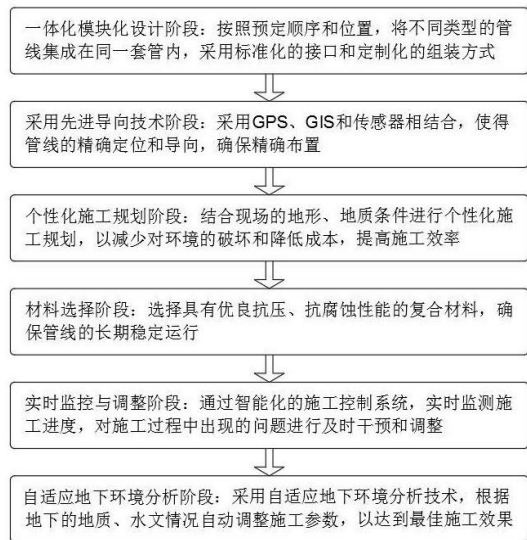 一体化模块化设计阶段：按照预定顺序和位置，将不同类型的管
线集成在同一套管内，采用标准化的接口和定制化的组装方式
采用先进导向技术阶段：采用GPS、GIS和传感器相结合，使得
管线的精确定位和导向，确保精确布置
个性化施工规划阶段：结合现场的地形、地质条件进行个性化施
工规划，以减少对环境的破坏和降低成本，提高施工效率
材料选择阶段：选择具有优良抗压、抗腐蚀性能的复合材料，确
保管线的长期稳定运行
实时监控与调整阶段：通过智能化的施工控制系统，实时监测施
工进度，对施工过程中出现的问题进行及时干预和调整
自适应地下环境分析阶段：采用自适应地下环境分析技术，根据
地下的地质、水文情况自动调整施工参数，以达到最佳施工效果